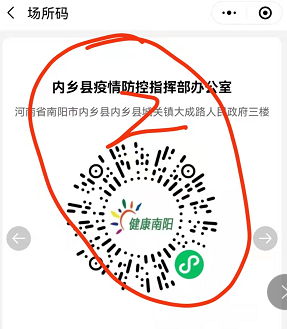 场所码
内乡县疫情防控指挥部办公室
河南省南阳市内乡县内乡县城关镇大成路人民政府三楼
2
健康南阳